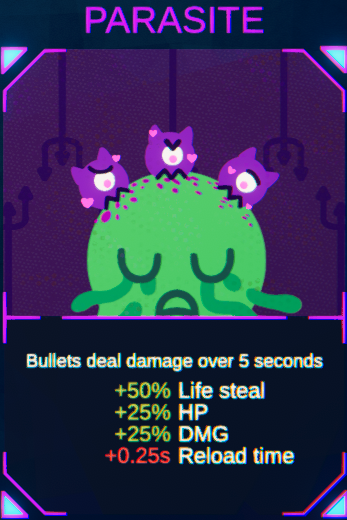 PARASITE
Bullets deal damage over 5 seconds
+50% Life steal
+25% HP
+25% DMG
+0.25s Reload time